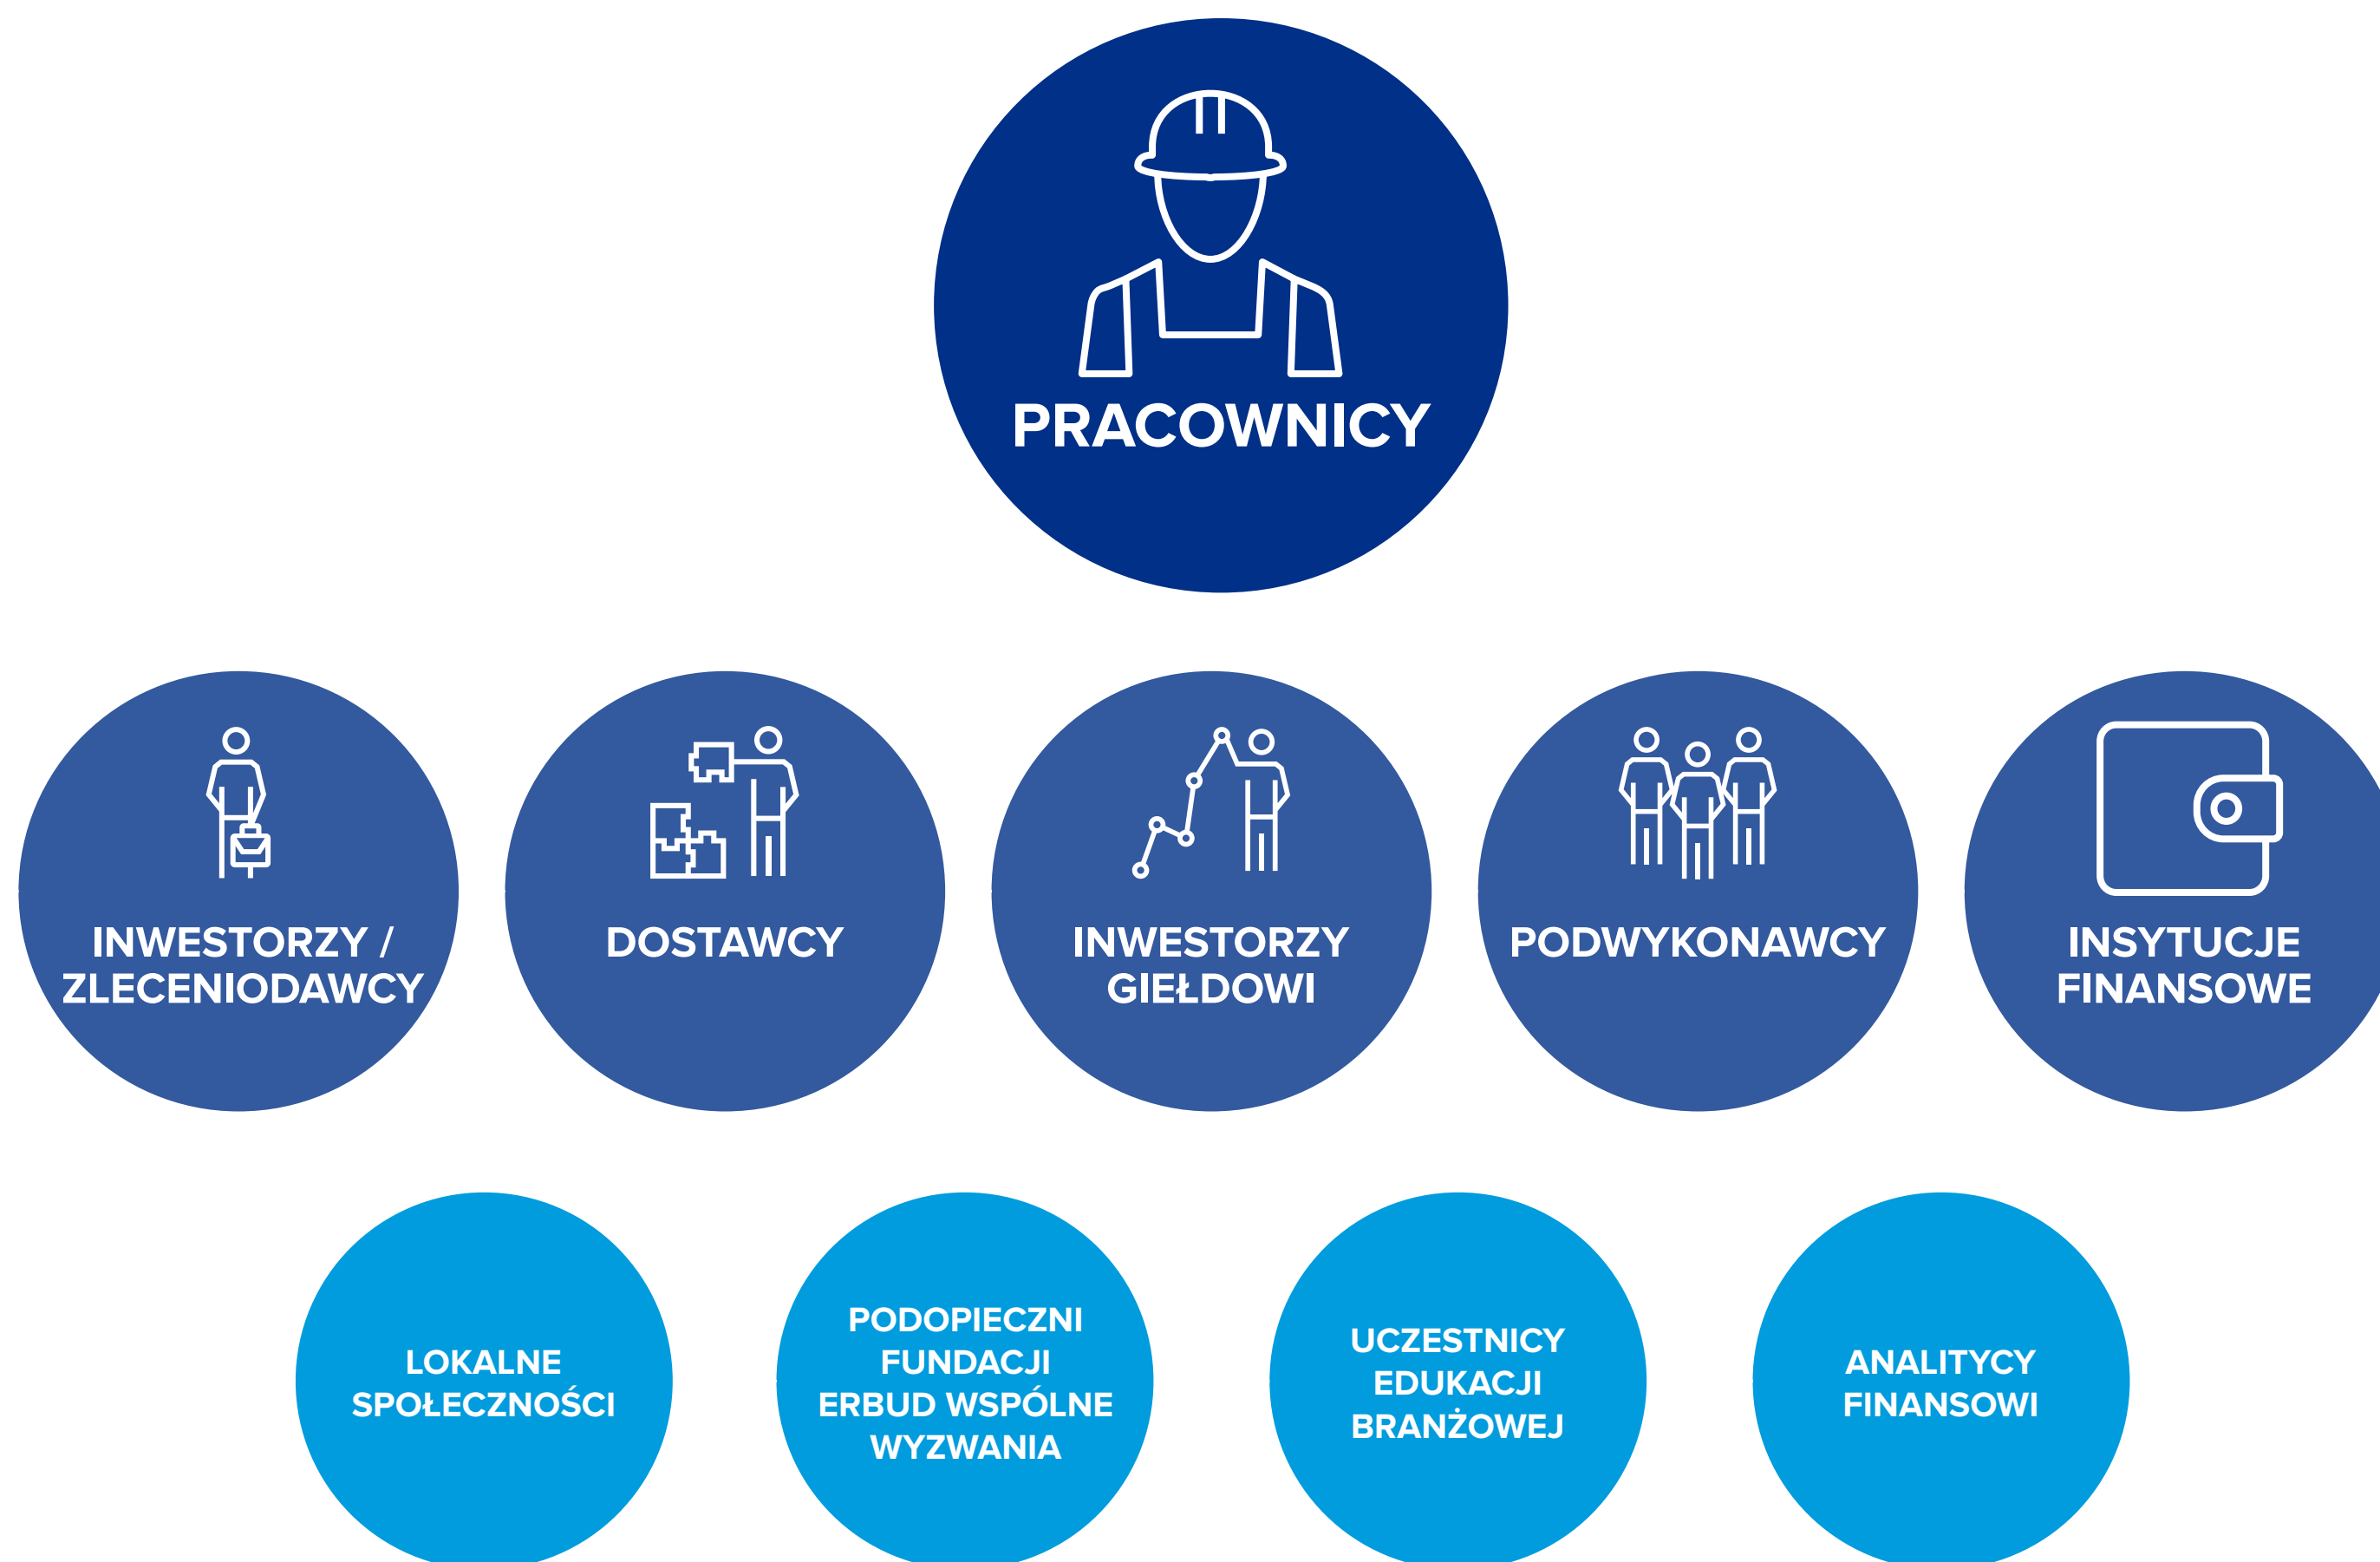 PRACOWNICY
INWESTORZY /
ZLECENIODAWCY
DOSTAWCY
INWESTORZY
GIEŁDOWI
PODWYKONAWCY
INSYTUCJE
FINANSOWE
LOKALNE
SPOŁECZNOŚCI
PODOPIECZNI
FUNDACJI
ERBUD WSPÓLNE
WYZWANIA
UCZESTNICY
EDUKACJI
BRANŻOWEJ
ANALITYCY
FINANSOWI